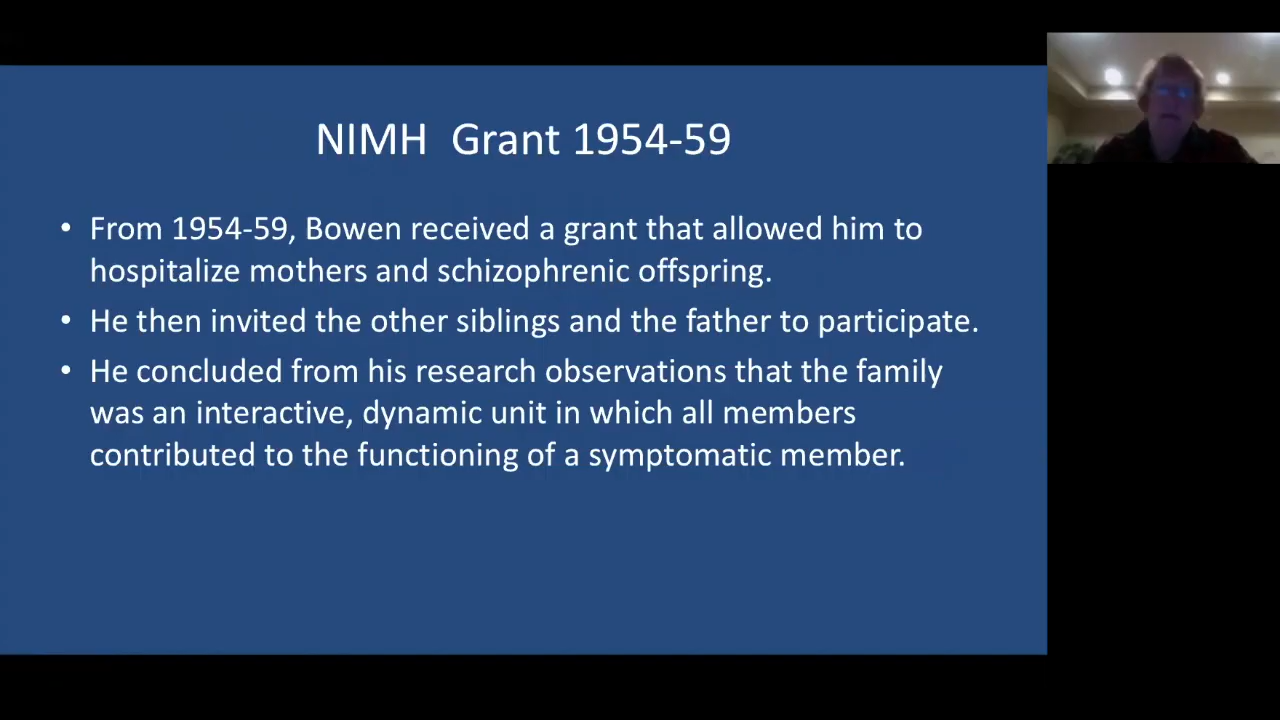 NIMH Grant 1954-59
• From 1954-59, Bowen received a grant that allowed him to
hospitalize mothers and schizophrenic offspring.
• He then invited the other siblings and the father to participate.
• He concluded from his research observations that the family
was an interactive, dynamic unit in which all members
contributed to the functioning of a symptomatic member.